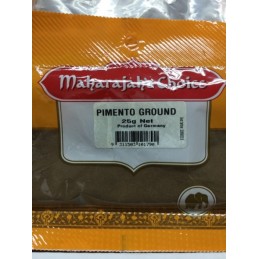 Maharajah's Choice
PIMENTO GROUND
25g Net
Product of Germany